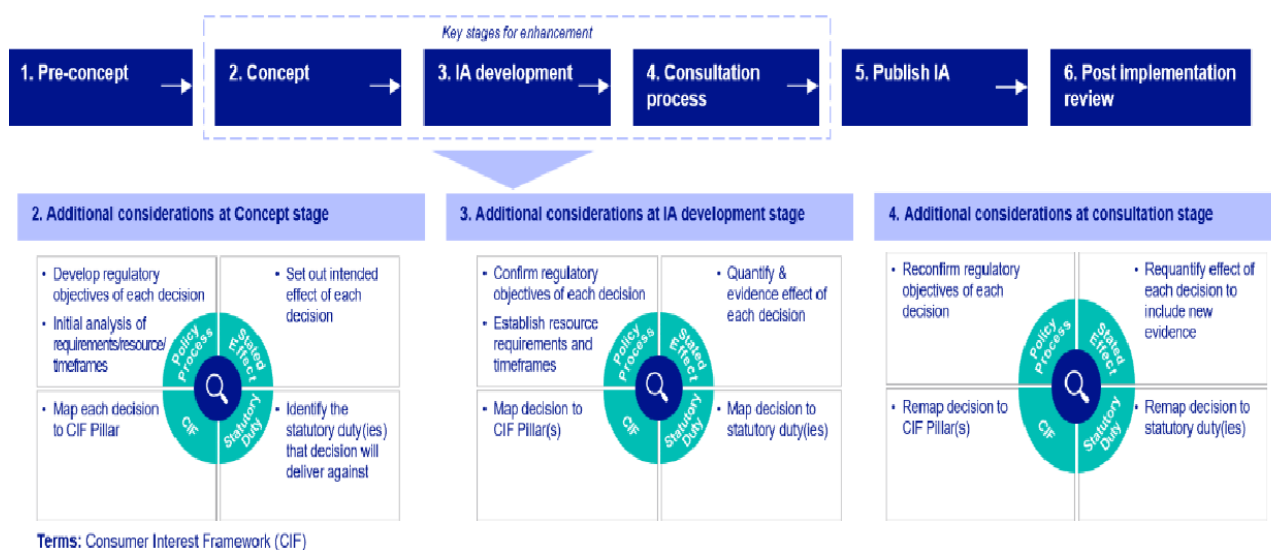 Key stages for enhancement
1. Pre-concept
2. Concept
3. IA development
4. Consultation
process
5. Publish IA
6. Post implementation
review
2. Additional considerations at Concept stage
• Develop regulatory
objectives of each decision
• Initial analysis of
requirements/resource/
timeframes
• Set out intended
effect of each
decision
Policy
Process
Stated
Effect
CIF
Statutory
Duty
• Map each decision
to CIF Pillar
• Identify the
statutory duty(ies)
that decision will
deliver against
3. Additional considerations at IA development stage
• Confirm regulatory
objectives of each decision
• Establish resource
requirements and
timeframes
• Quantify &
evidence effect of
each decision
Policy
Process
Stated
Effect
CIF
Statutory
Duty
• Map decision to
CIF Pillar(s)
• Map decision to
statutory duty(ies)
4. Additional considerations at consultation stage
• Reconfirm regulatory
objectives of each
decision
• Requantify effect of
each decision to
include new
evidence
Policy
Process
Stated
Effect
CIF
Statutory
Duty
• Remap decision to
CIF Pillar(s)
• Remap decision to
statutory duty(ies)
Terms: Consumer Interest Framework (CIF)